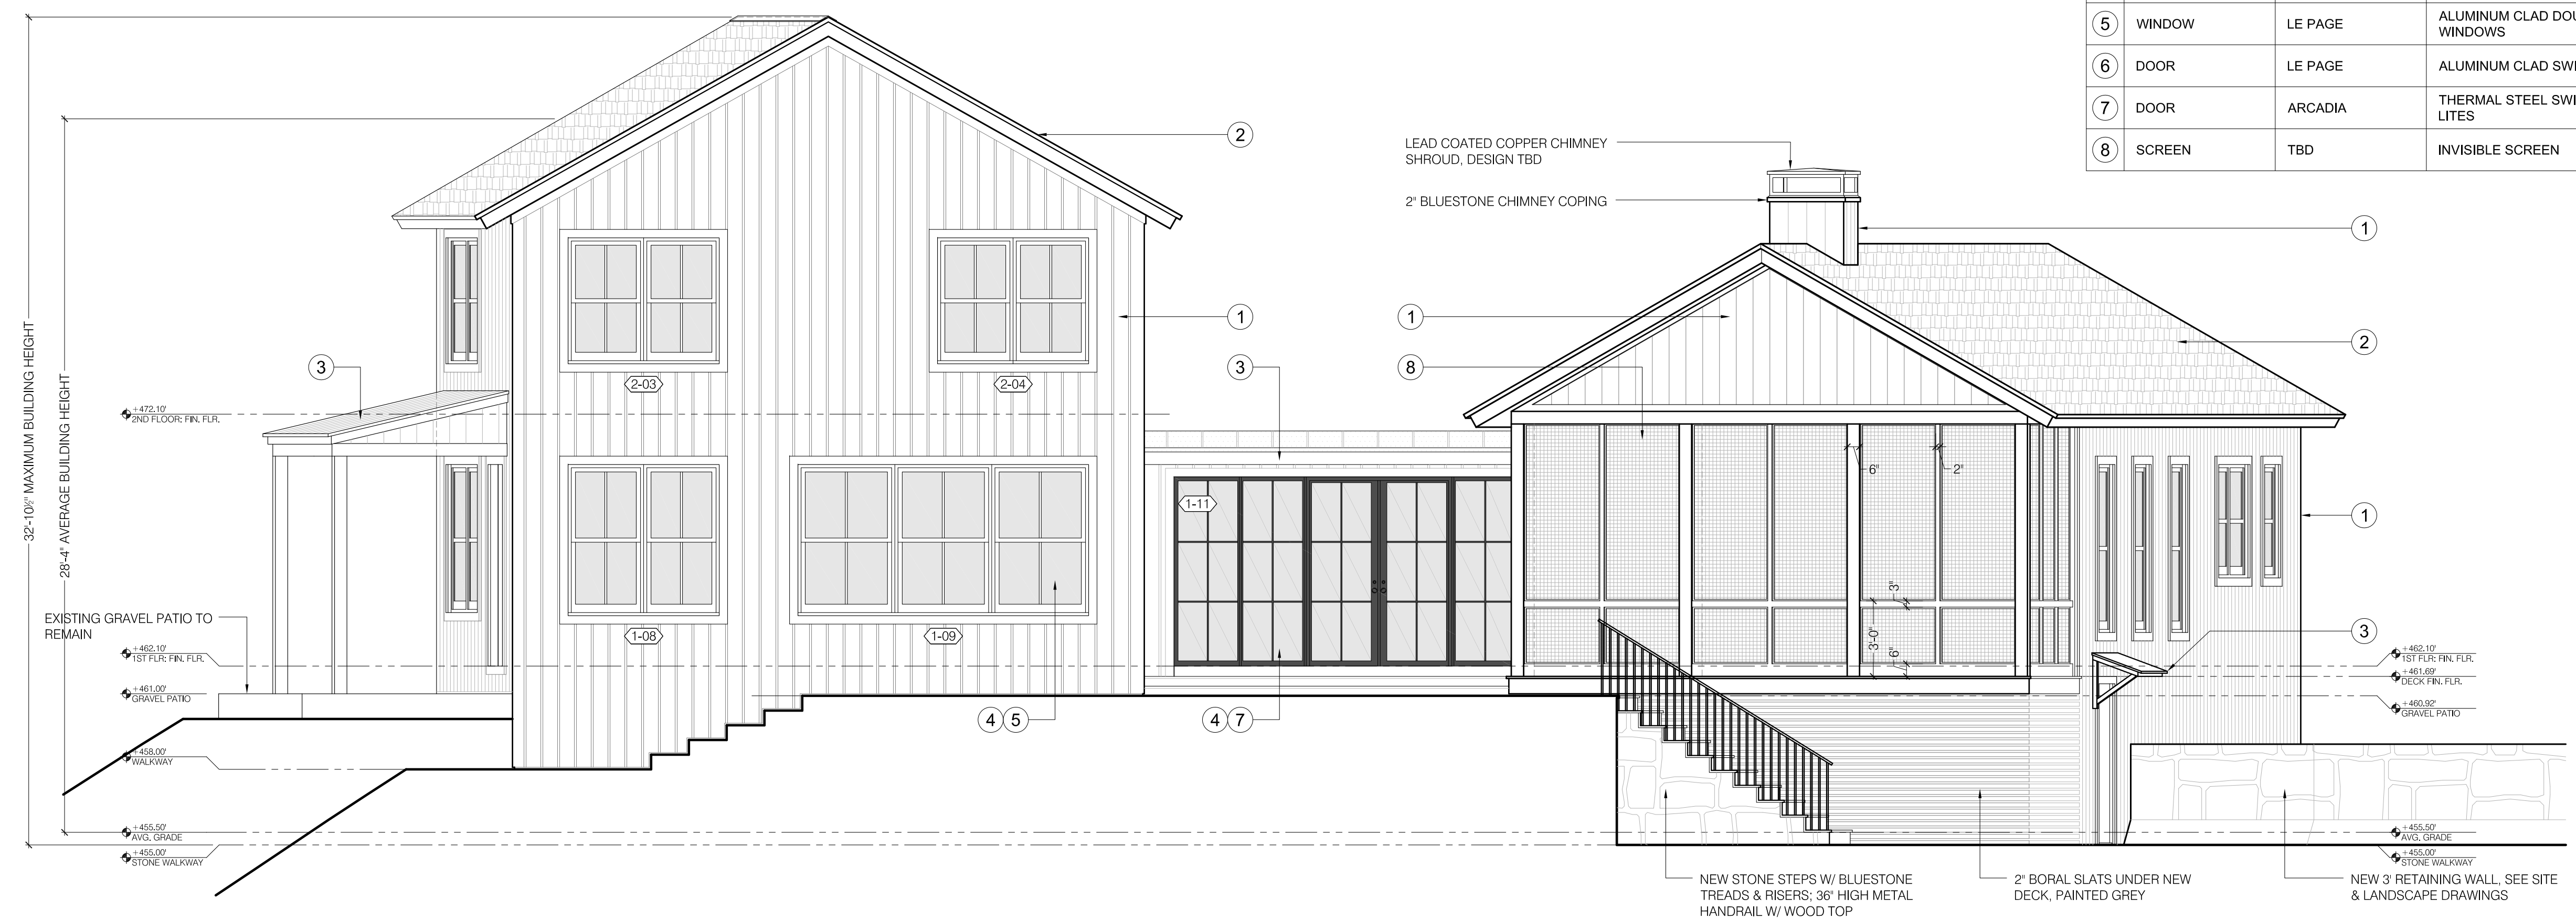 5 WINDOW LE PAGE ALUMINUM CLAD
WINDOWS
6 DOOR LE PAGE ALUMINUM CLAD
7 DOOR ARCADIA THERMAL STEEL
LITES
8 SCREEN TBD INVISIBLE SCREEN
32'-10½" MAXIMUM BUILDING HEIGHT
28'-4" AVERAGE BUILDING HEIGHT
2
LEAD COATED COPPER CHIMNEY
SHROUD, DESIGN TBD
2" BLUESTONE CHIMNEY COPING
1
1
1
2
3
3
8
2-03
2-04
+472.10'
2ND FLOOR: FIN. FLR.
6"
2"
1-11
1
3"
3'-0"
6"
EXISTING GRAVEL PATIO TO
REMAIN
1-08
1-09
3
+462.10'
1ST FLR: FIN. FLR.
+461.00'
GRAVEL PATIO
+462.10'
1ST FLR: FIN. FLR.
+461.69'
DECK FIN. FLR.
+460.92'
GRAVEL PATIO
4 5
4 7
+458.00'
WALKWAY
+455.50'
AVG. GRADE
+455.00'
STONE WALKWAY
+455.50'
AVG. GRADE
+455.00'
STONE WALKWAY
NEW STONE STEPS W/ BLUESTONE
TREADS & RISERS; 36" HIGH METAL
HANDRAIL W/ WOOD TOP
2" BORAL SLATS UNDER NEW
DECK, PAINTED GREY
NEW 3' RETAINING WALL, SEE SITE
& LANDSCAPE DRAWINGS